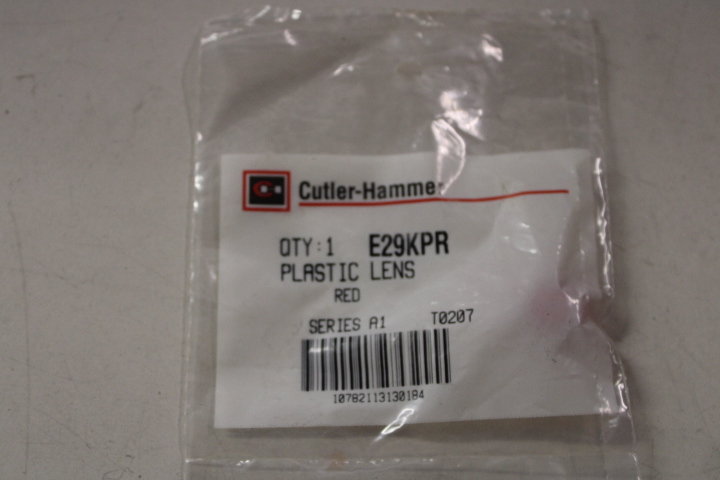 Cutler-Hammer
QTY:1 E29KPR
PLASTIC LENS
RED
SERIES A1 T0207
10782113130184